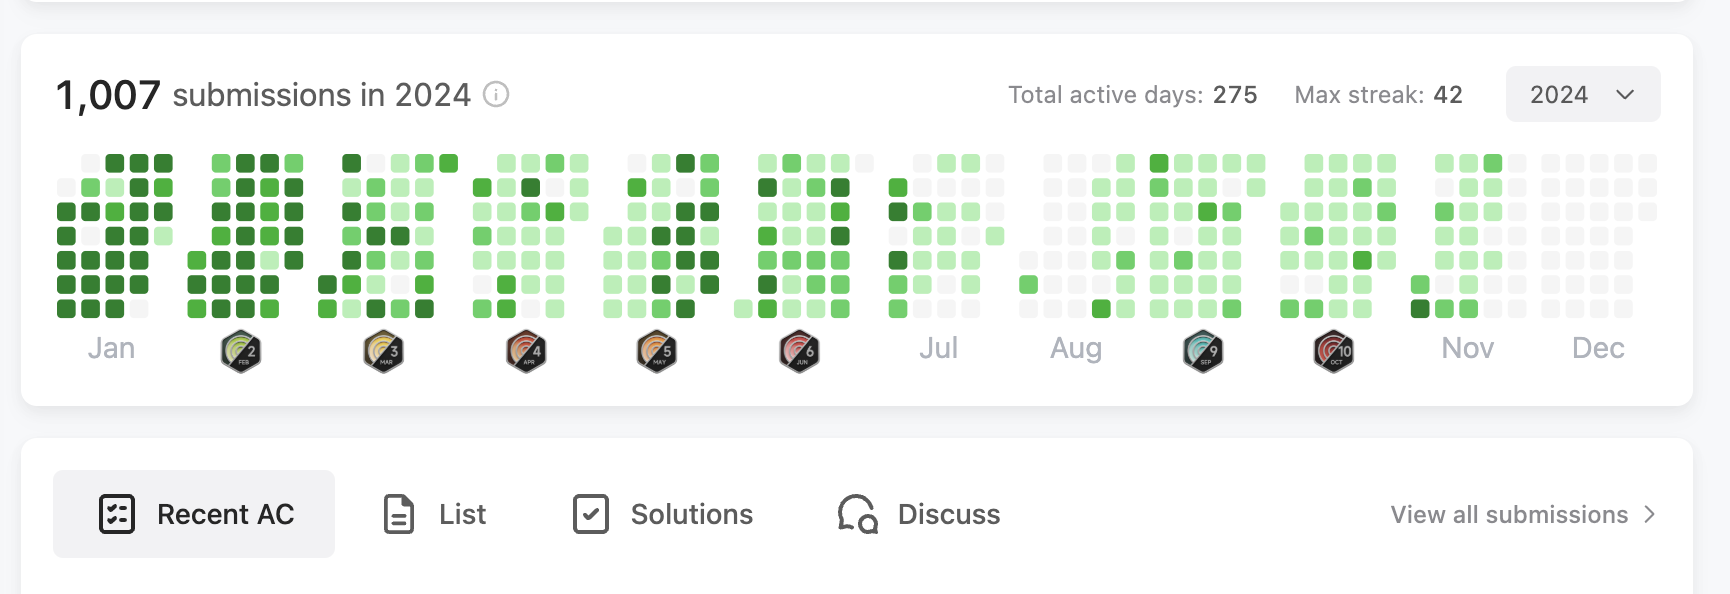 1,007 submissions in 2024
Total active days: 275 Max streak: 42 2024
Jan 2 FEB 3 MAR 4 APR 5 MAY 6 JUN Jul Aug 9 SEP 10 OCT Nov Dec
Recent AC List Solutions Discuss View all submissions